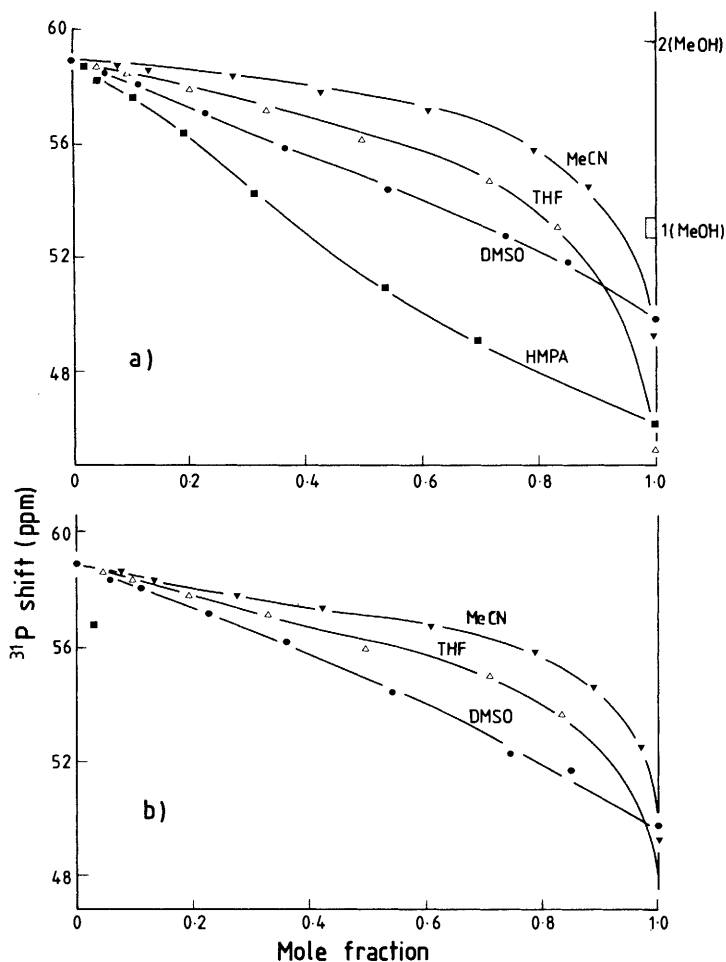 60
56
52
48
2(MeOH)
1(MeOH)
MeCN
THF
DMSO
HMPA
a)
0
0·2
0·4
0·6
0·8
1·0
³¹P shift (ppm)
60
56
52
48
MeCN
THF
DMSO
b)
0
0·2
0·4
0·6
0·8
1·0
Mole fraction